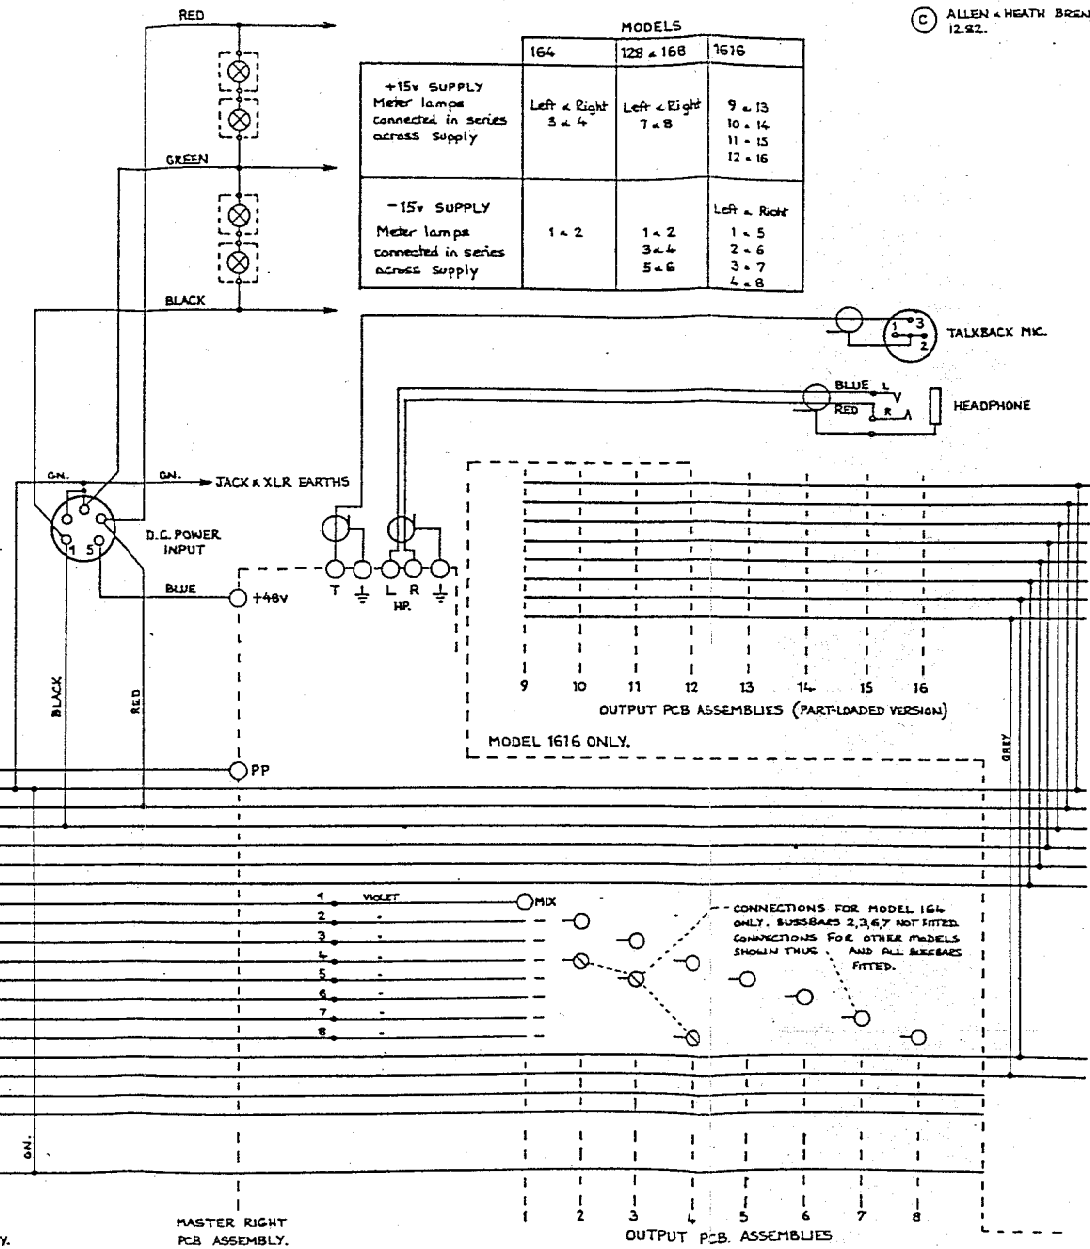 RED
C ALLEN & HEATH BREN
12.82.
MODELS
164 128 & 168 1616
+15v SUPPLY
Meter lamps
connected in series
across supply
Left & Right
3 & 4
Left & Right
7 & 8
9 & 13
10 & 14
11 & 15
12 & 16
-15v SUPPLY
Meter lamps
connected in series
across supply
1 & 2
1 & 2
3 & 4
5 & 6
Left & Right
1 & 5
2 & 6
3 & 7
4 & 8
GREEN
BLACK
1 3
2
TALKBACK MIC.
BLUE L
RED R
HEADPHONE
GN. GN. JACK & XLR EARTHS
D.C. POWER
INPUT
1 5
BLUE
+48v
T L R
HP.
BLACK
RED
9 10 11 12 13 14 15 16
OUTPUT PCB ASSEMBLIES (PART-LOADED VERSION)
MODEL 1616 ONLY.
GREY
PP
1 VIOLET MIX
2 "
3 "
4 "
5 "
6 "
7 "
8 "
CONNECTIONS FOR MODEL 164
ONLY. BUSSBARS 2,3,6,7 NOT FITTED.
CONNECTIONS FOR OTHER MODELS
SHOWN THUS AND ALL BUSSBARS
FITTED.
GN.
1 2 3 4 5 6 7 8
MASTER RIGHT
PCB ASSEMBLY.
OUTPUT PCB. ASSEMBLIES
Y.